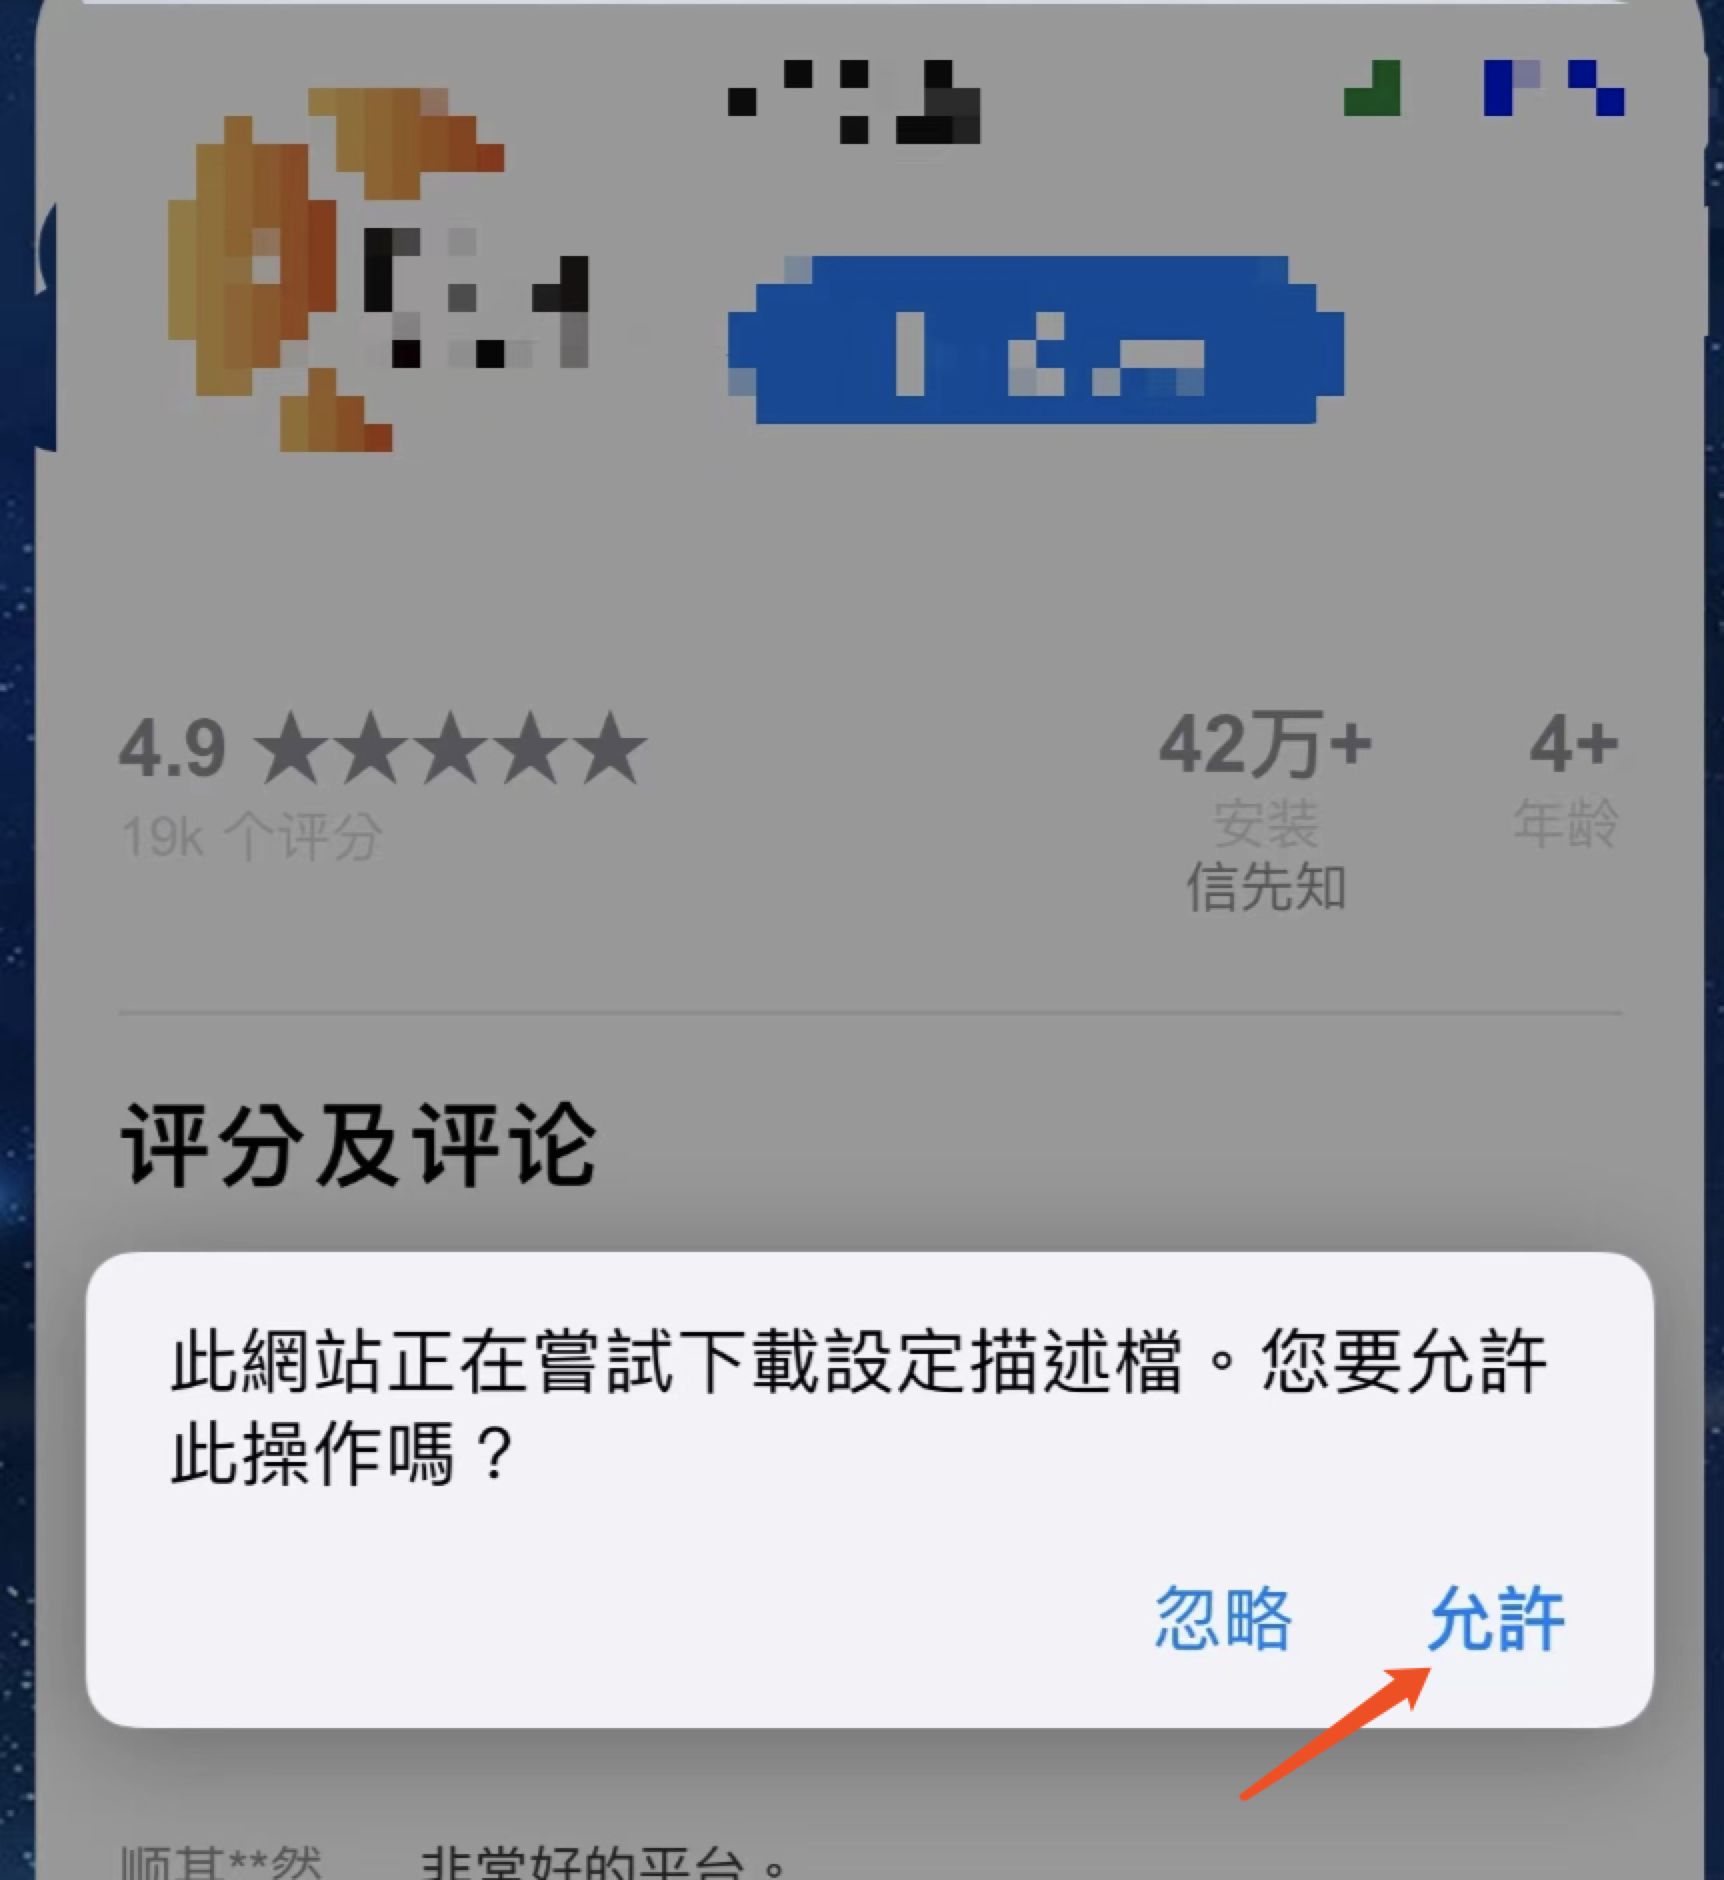 4.9 ★★★★★
42万+
4+
19k 个评分
安装
年龄
信先知
评分及评论
此網站正在嘗試下載設定描述檔。您要允許
此操作嗎？
忽略
允許
顺其**然
非常好的平台。